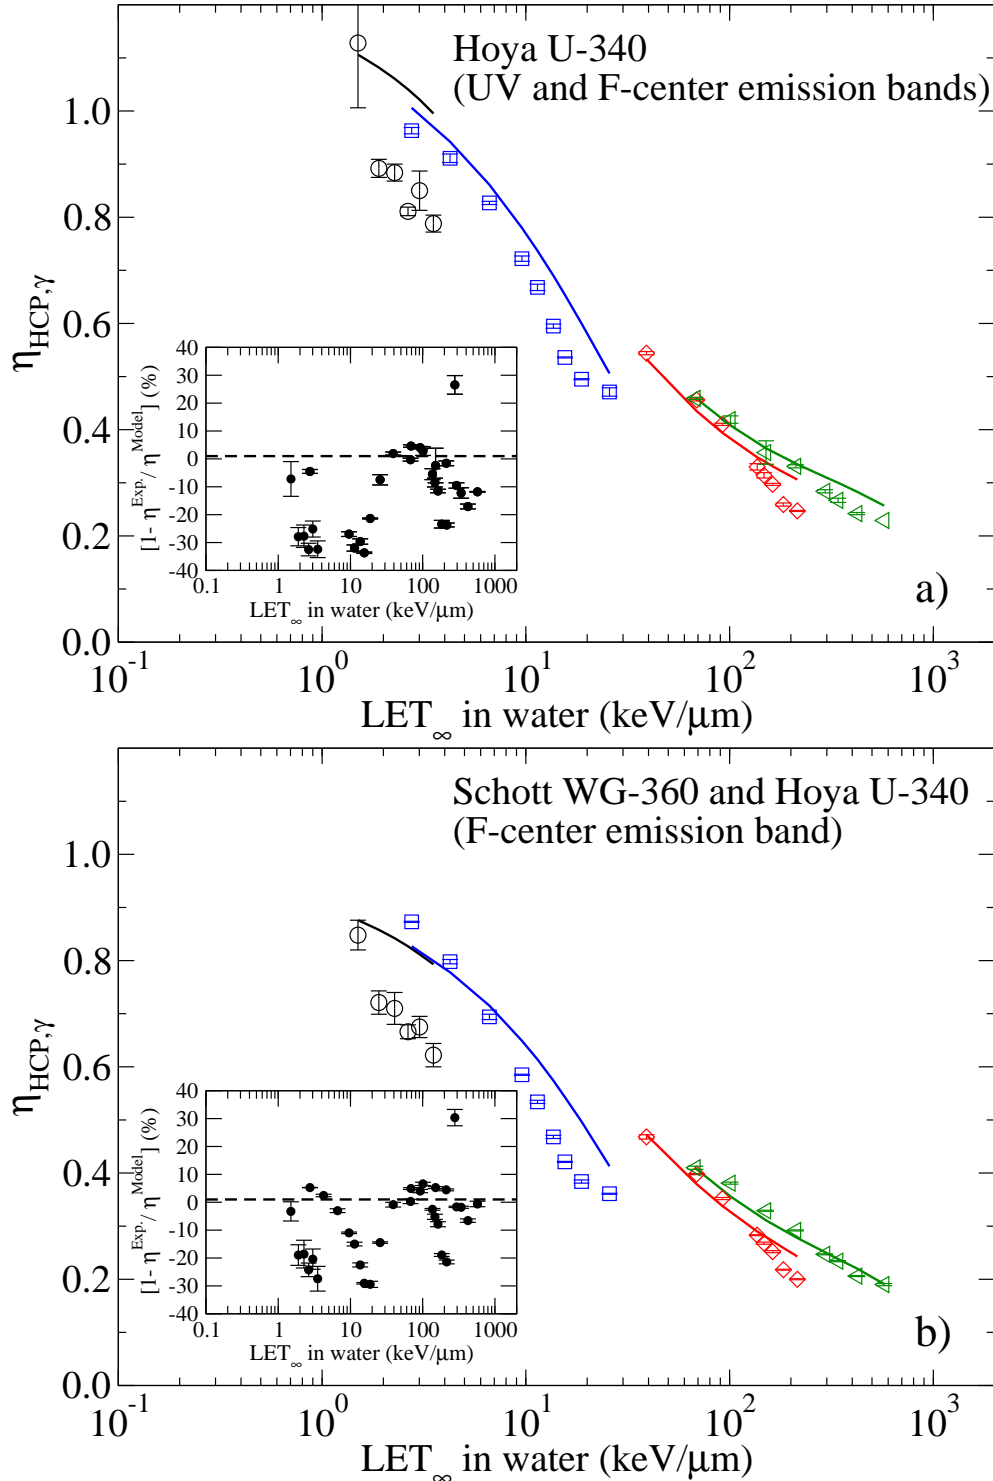 Hoya U-340
(UV and F-center emission bands)
1.0
0.8
0.6
0.4
0.2
0.0
η_HCP,γ
40
30
20
10
0
-10
-20
-30
-40
[1- η^Exp./ η^Model] (%)
0.1 1 10 100 1000
LET_∞ in water (keV/μm)
a)
10^-1 10^0 10^1 10^2 10^3
LET_∞ in water (keV/μm)
Schott WG-360 and Hoya U-340
(F-center emission band)
1.0
0.8
0.6
0.4
0.2
0.0
η_HCP,γ
40
30
20
10
0
-10
-20
-30
-40
[1- η^Exp./ η^Model] (%)
0.1 1 10 100 1000
LET_∞ in water (keV/μm)
b)
10^-1 10^0 10^1 10^2 10^3
LET_∞ in water (keV/μm)